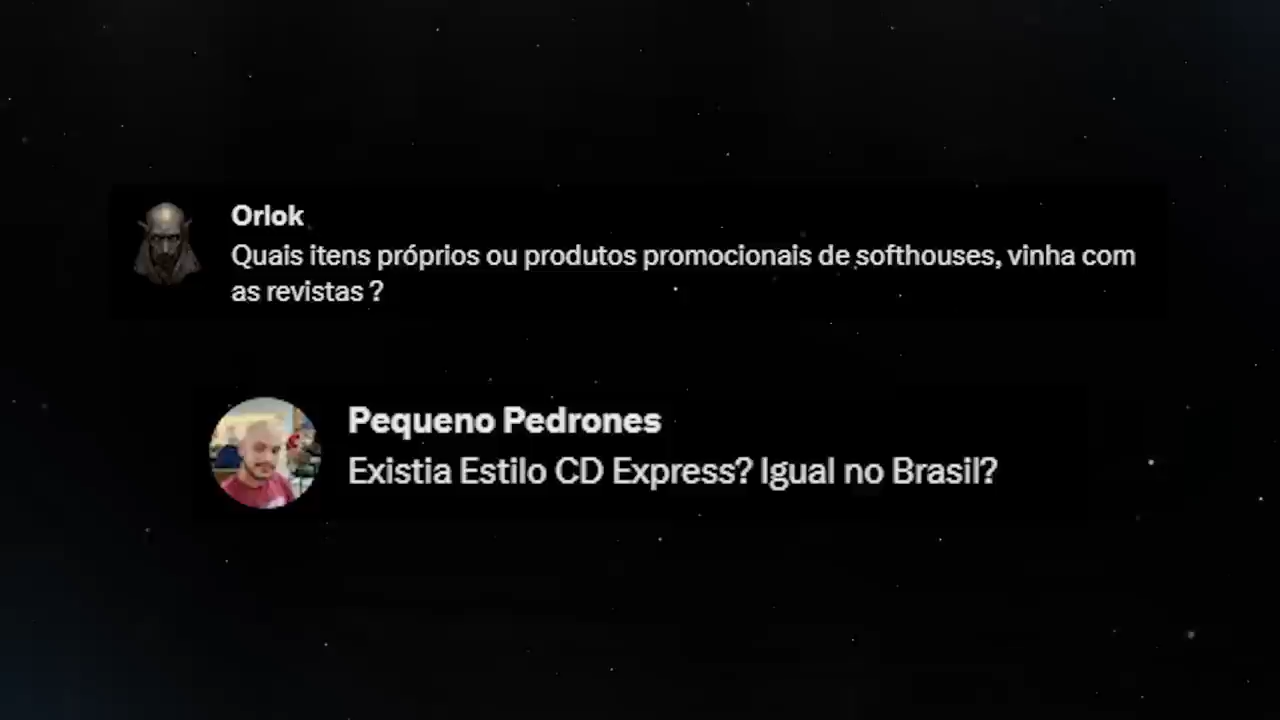 Orlok
Quais itens próprios ou produtos promocionais de softhouses, vinha com
as revistas ?
Pequeno Pedrones
Existia Estilo CD Express? Igual no Brasil?